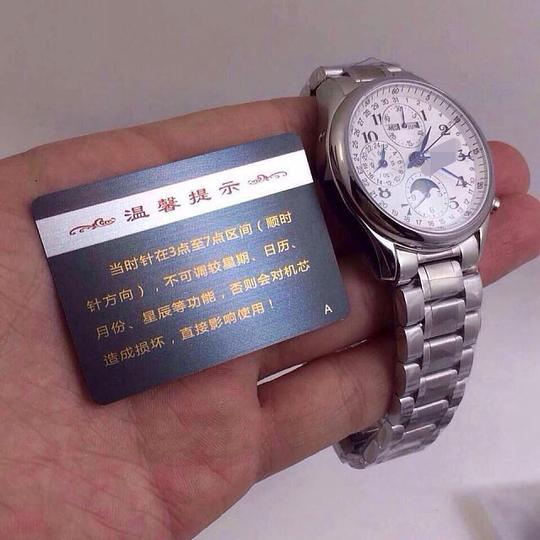 温馨提示
当时针在3点至7点区间（顺时
针方向），不可调较星期、日历、
月份、星辰等功能，否则会对机芯
造成损坏，直接影响使用！
A